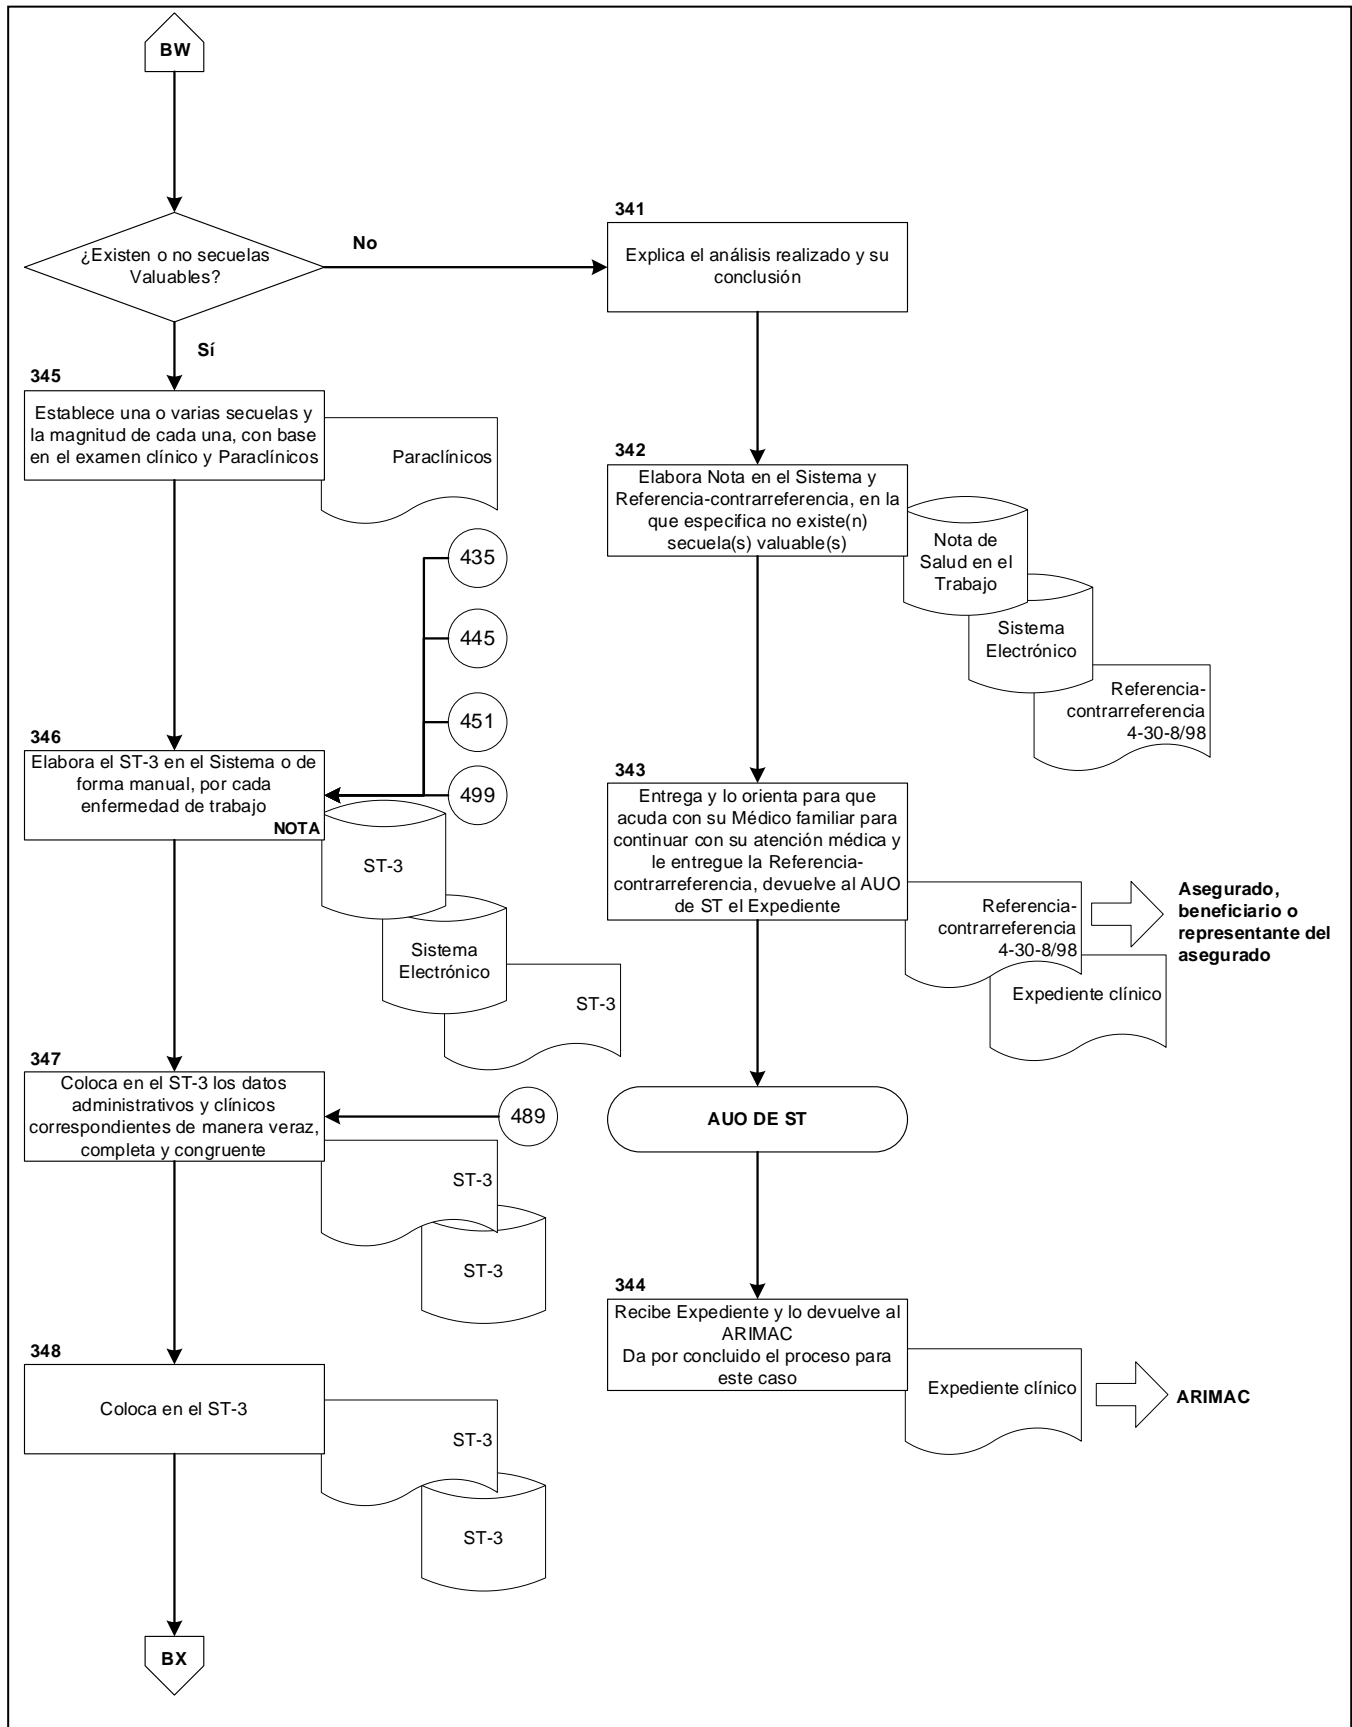 BW
¿Existen o no secuelas
Valuables?
No
Sí
341
Explica el análisis realizado y su
conclusión
345
Establece una o varias secuelas y
la magnitud de cada una, con base
en el examen clínico y Paraclínicos
Paraclínicos
342
Elabora Nota en el Sistema y
Referencia-contrarreferencia, en la
que especifica no existe(n)
secuela(s) valuable(s)
Nota de
Salud en el
Trabajo
Sistema
Electrónico
Referencia-
contrarreferencia
4-30-8/98
435
445
451
499
346
Elabora el ST-3 en el Sistema o de
forma manual, por cada
enfermedad de trabajo
NOTA
ST-3
Sistema
Electrónico
ST-3
343
Entrega y lo orienta para que
acuda con su Médico familiar para
continuar con su atención médica y
le entregue la Referencia-
contrarreferencia, devuelve al AUO
de ST el Expediente
Referencia-
contrarreferencia
4-30-8/98
Expediente clínico
Asegurado,
beneficiario o
representante del
asegurado
347
Coloca en el ST-3 los datos
administrativos y clínicos
correspondientes de manera veraz,
completa y congruente
489
ST-3
ST-3
AUO DE ST
344
Recibe Expediente y lo devuelve al
ARIMAC
Da por concluido el proceso para
este caso
Expediente clínico
ARIMAC
348
Coloca en el ST-3
ST-3
ST-3
BX